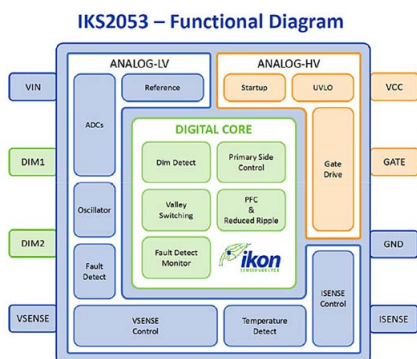 IKS2053 – Functional Diagram
ANALOG-LV
ANALOG-HV
VIN
Reference
Startup
UVLO
VCC
ADCs
DIGITAL CORE
DIM1
Dim Detect
Primary Side
Control
Gate
Drive
GATE
Oscillator
Valley
Switching
PFC
&
Reduced Ripple
DIM2
Fault Detect
Monitor
ikon
SEMICONDUCTOR
GND
Fault
Detect
ISENSE
Control
VSENSE
VSENSE
Control
Temperature
Detect
ISENSE